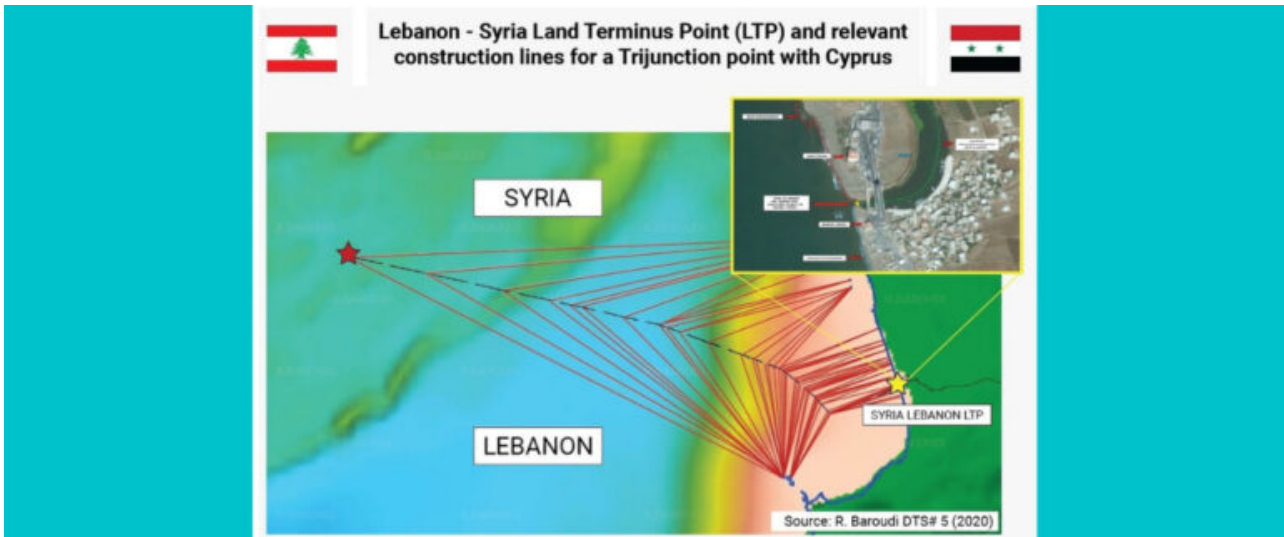 Lebanon - Syria Land Terminus Point (LTP) and relevant
construction lines for a Trijunction point with Cyprus
SYRIA
SYRIA LEBANON LTP
LEBANON
Source: R. Baroudi DTS# 5 (2020)